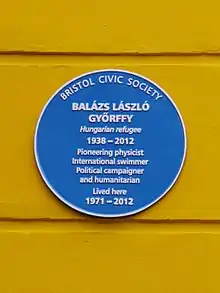 BRISTOL CIVIC SOCIETY
BALÁZS LÁSZLÓ
GYŐRFFY
Hungarian refugee
1938 – 2012
Pioneering physicist
International swimmer
Political campaigner
and humanitarian
Lived here
1971 – 2012